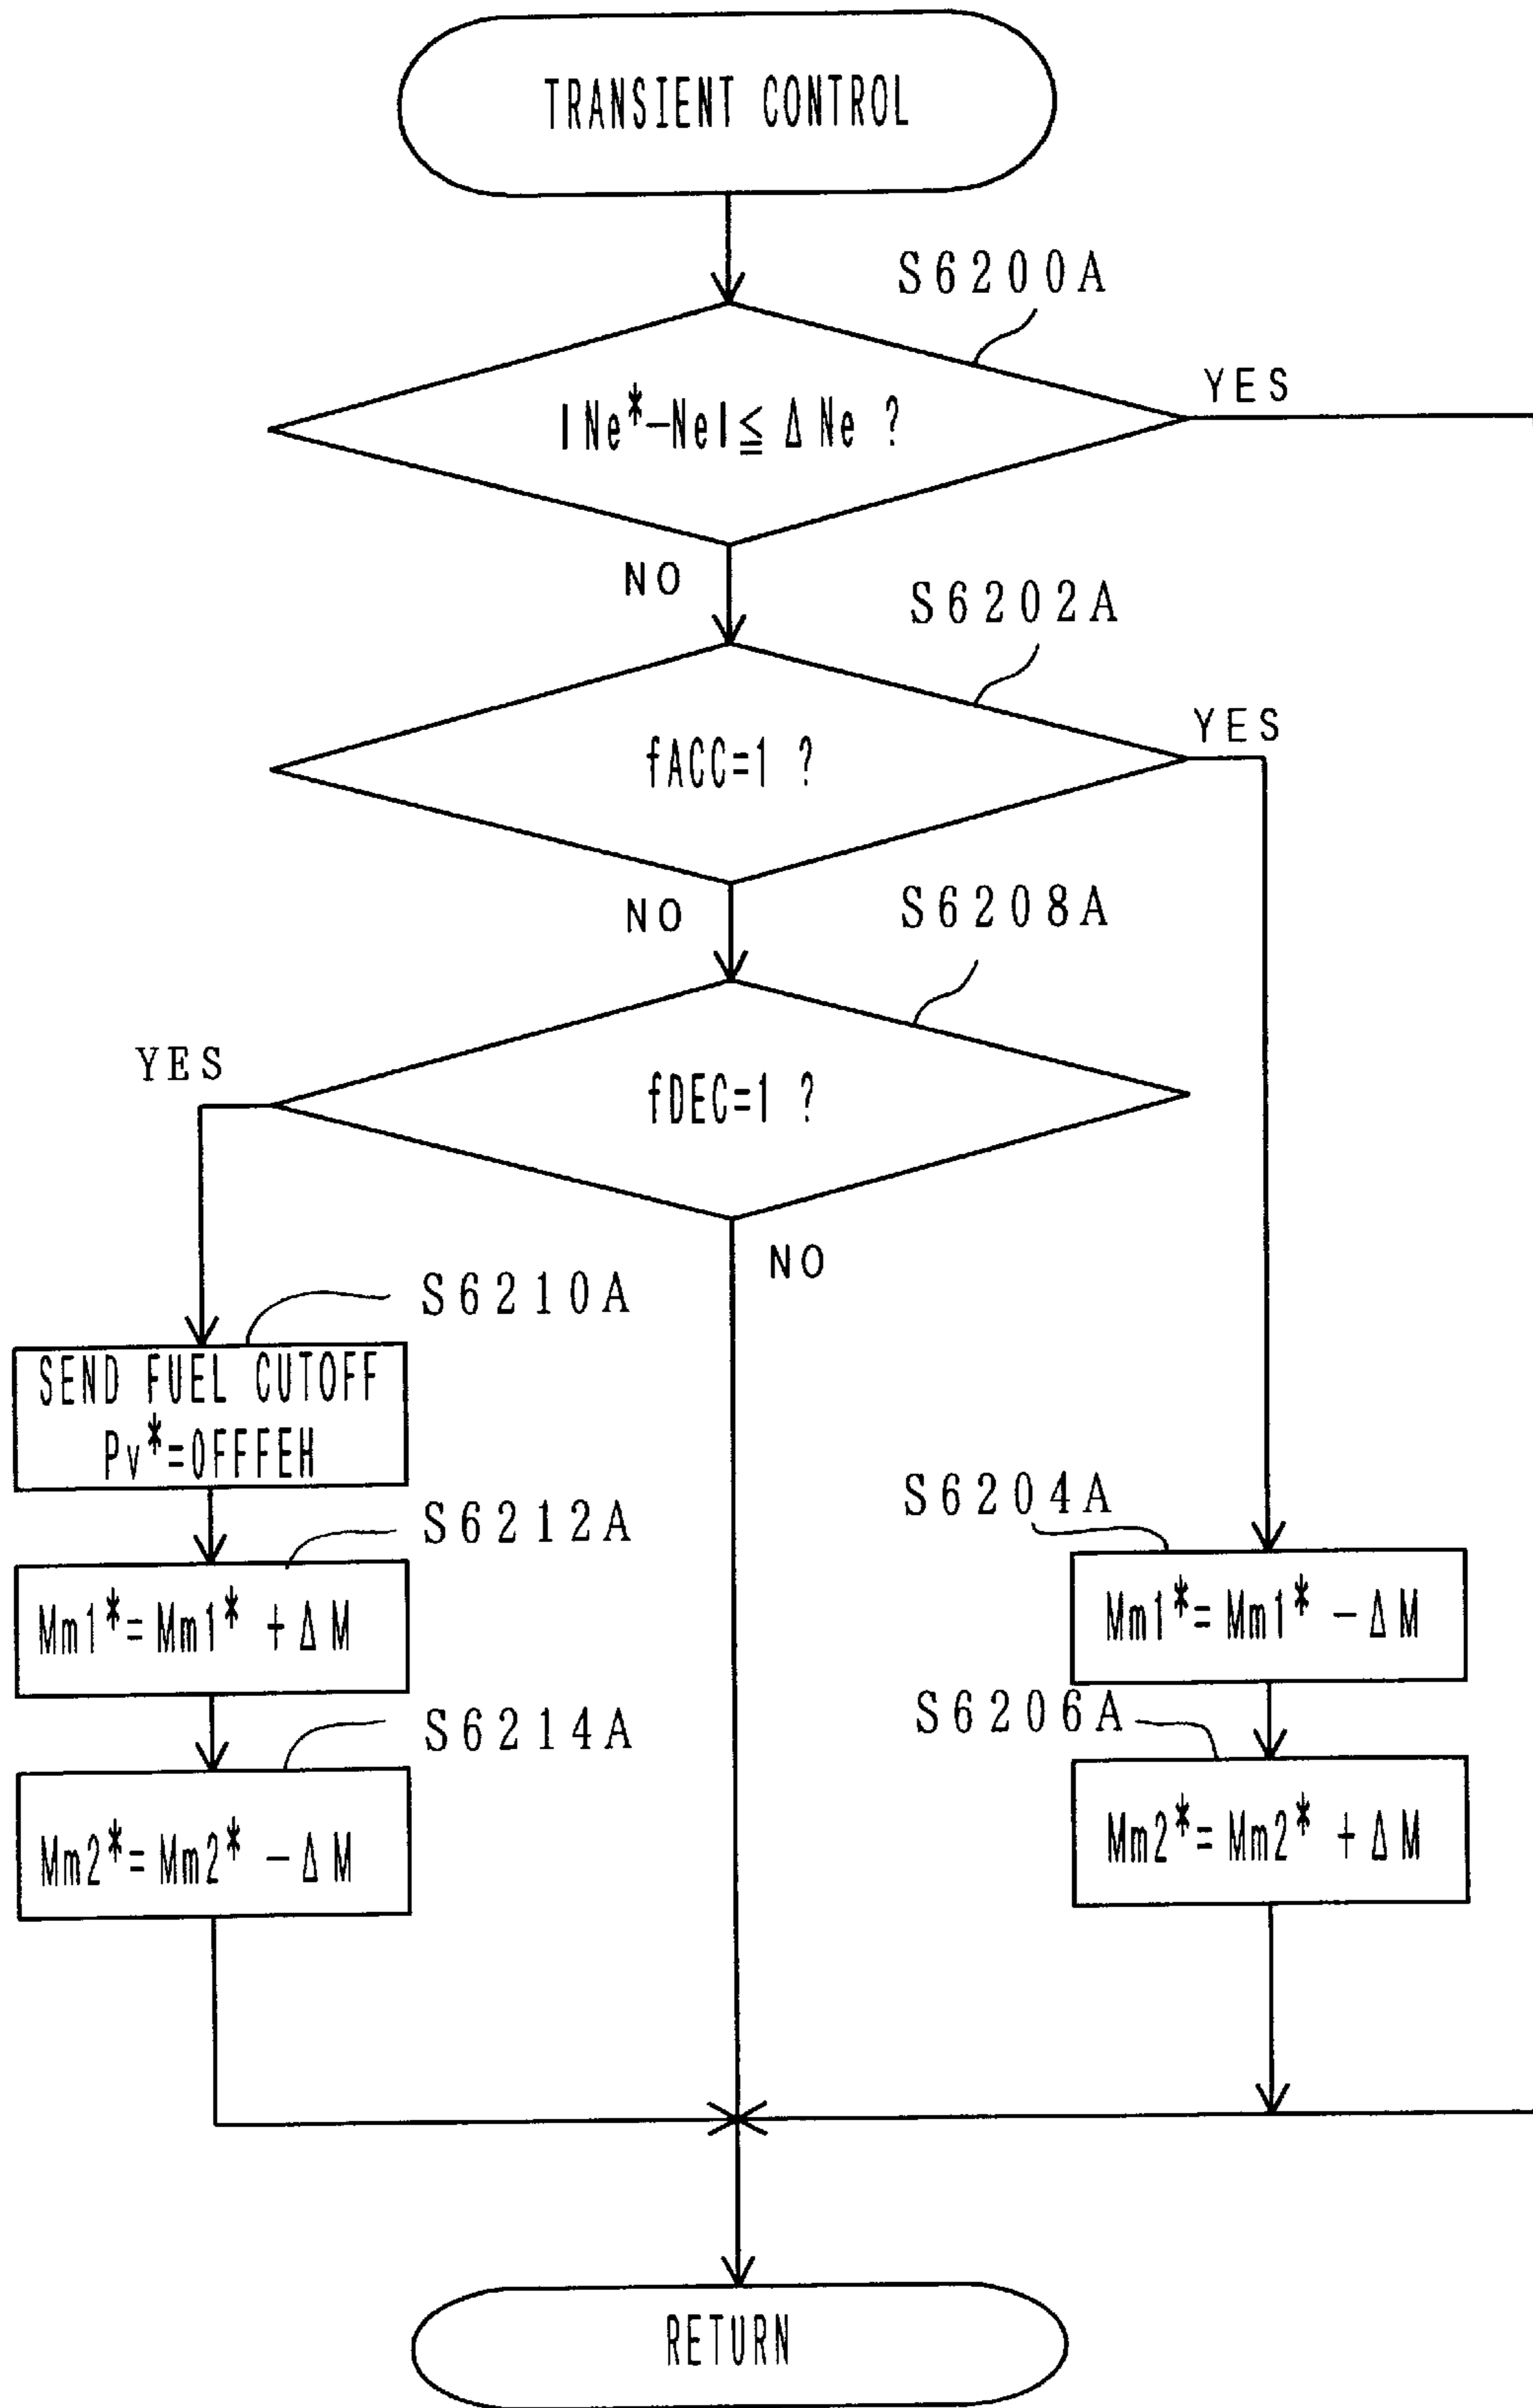 TRANSIENT CONTROL
S6200A
|Ne*-Ne|≦ΔNe ?
YES
NO
S6202A
fACC=1 ?
YES
NO
S6208A
fDEC=1 ?
YES
NO
S6210A
SEND FUEL CUTOFF
Pv*=0FFFEH
S6212A
Mm1*=Mm1* +ΔM
S6214A
Mm2*=Mm2* -ΔM
S6204A
Mm1*=Mm1* -ΔM
S6206A
Mm2*=Mm2* +ΔM
RETURN